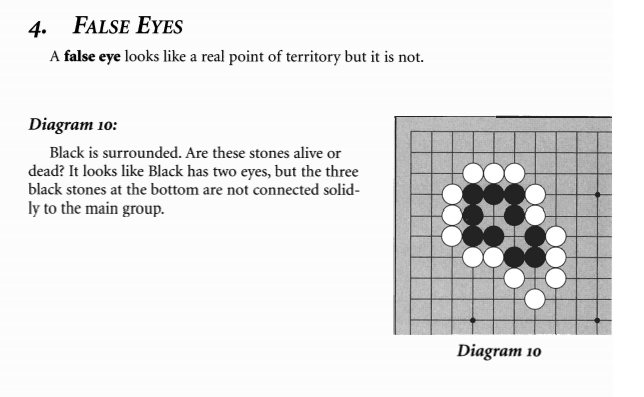 4. FALSE EYES
A false eye looks like a real point of territory but it is not.
Diagram 10:
Black is surrounded. Are these stones alive or
dead? It looks like Black has two eyes, but the three
black stones at the bottom are not connected solid-
ly to the main group.
Diagram 10